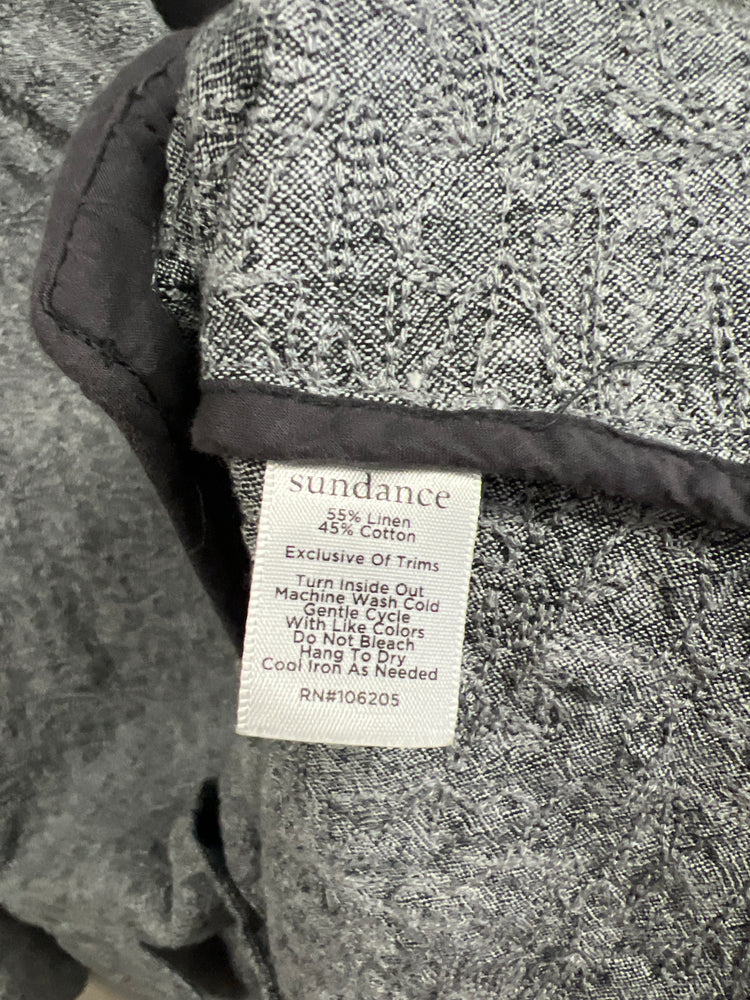 sundance
55% Linen
45% Cotton
Exclusive Of Trims
Turn Inside Out
Machine Wash Cold
Gentle Cycle
With Like Colors
Do Not Bleach
Hang To Dry
Cool Iron As Needed
RN#106205